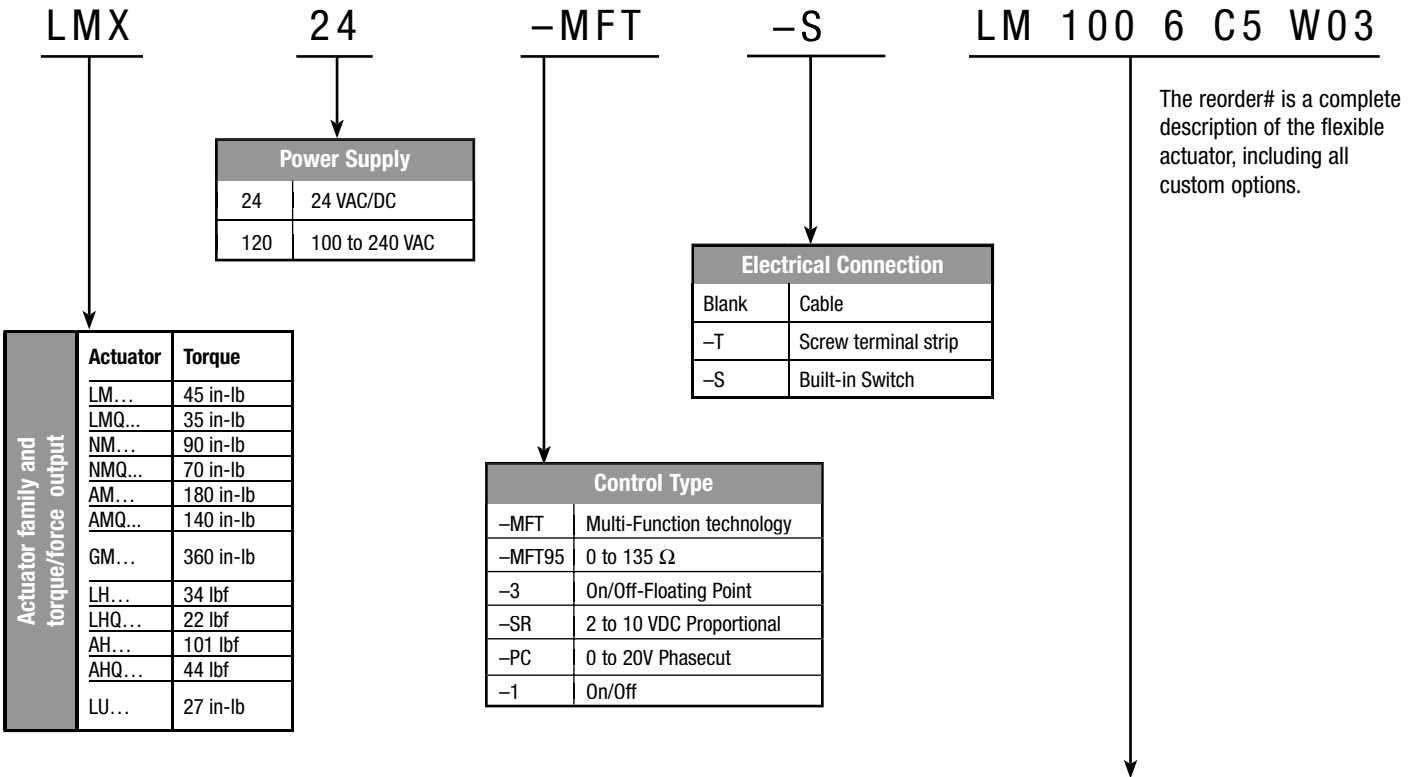 LMX 24 –MFT –S LM 100 6 C5 W03
The reorder# is a complete
description of the flexible
actuator, including all
custom options.
Power Supply
24 24 VAC/DC
120 100 to 240 VAC
Electrical Connection
Blank Cable
–T Screw terminal strip
–S Built-in Switch
Actuator family and
torque/force output
Actuator Torque
LM… 45 in-lb
LMQ... 35 in-lb
NM… 90 in-lb
NMQ... 70 in-lb
AM… 180 in-lb
AMQ... 140 in-lb
GM… 360 in-lb
LH… 34 lbf
LHQ… 22 lbf
AH… 101 lbf
AHQ… 44 lbf
LU… 27 in-lb
Control Type
–MFT Multi-Function technology
–MFT95 0 to 135 Ω
–3 On/Off-Floating Point
–SR 2 to 10 VDC Proportional
–PC 0 to 20V Phasecut
–1 On/Off